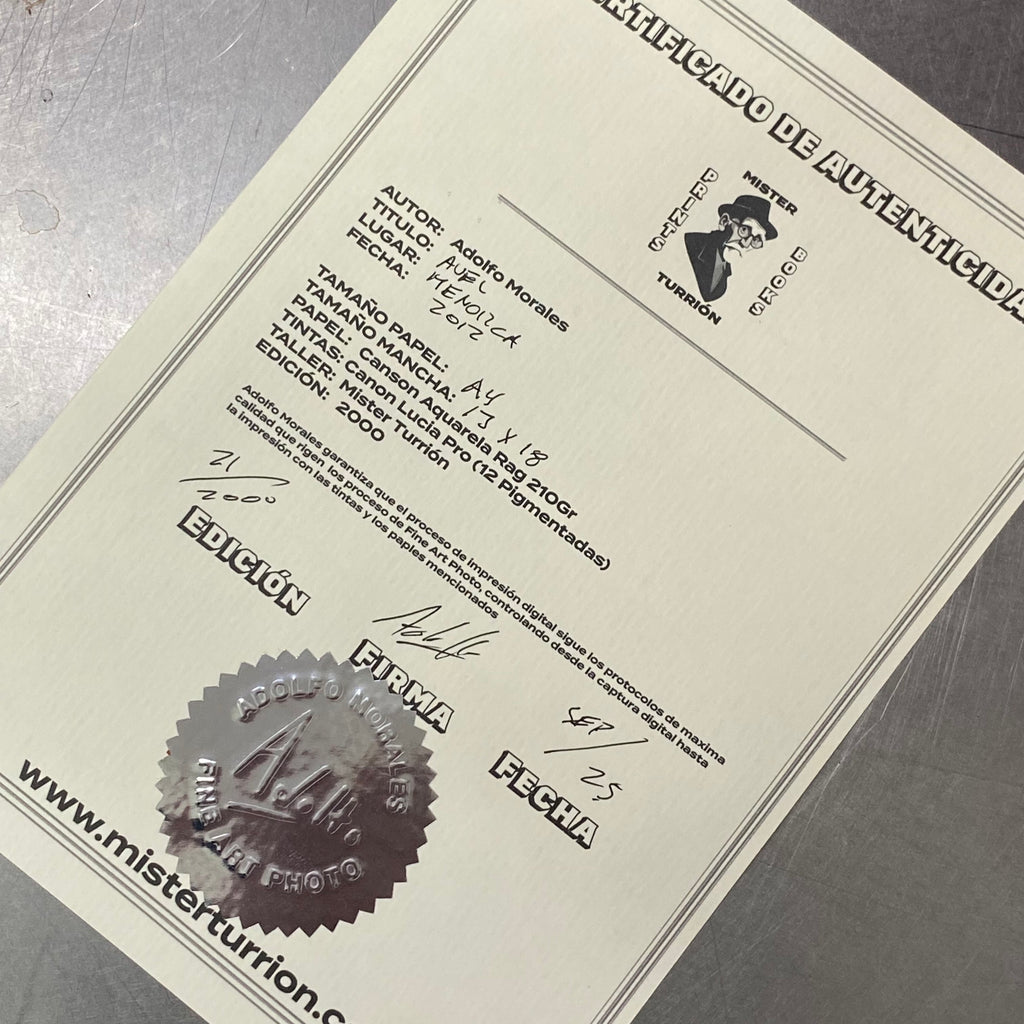 RTIFICADO DE AUTENTICIDA
MISTER
PRINTS
BOOKS
TURRIÓN
AUTOR: Adolfo Morales
TITULO: AUEL
LUGAR: MENORCA
FECHA: 2012
TAMAÑO PAPEL: A4
TAMAÑO MANCHA: 13 X 18
PAPEL: Canson Aquarela Rag 210Gr
TINTAS: Canon Lucia Pro (12 Pigmentadas)
TALLER: Mister Turrión
EDICIÓN: 2000
Adolfo Morales garantiza que el proceso de impresión digital sigue los protocolos de maxima
calidad que rigen los proceso de Fine Art Photo, controlando desde la captura digital hasta
la impresión con las tintas y los paples mencionados
21/2000
EDICIÓN
Adolfo
FIRMA
SEP/25
FECHA
ADOLFO MORALES
FINE ART PHOTO
www.misterturrion.c